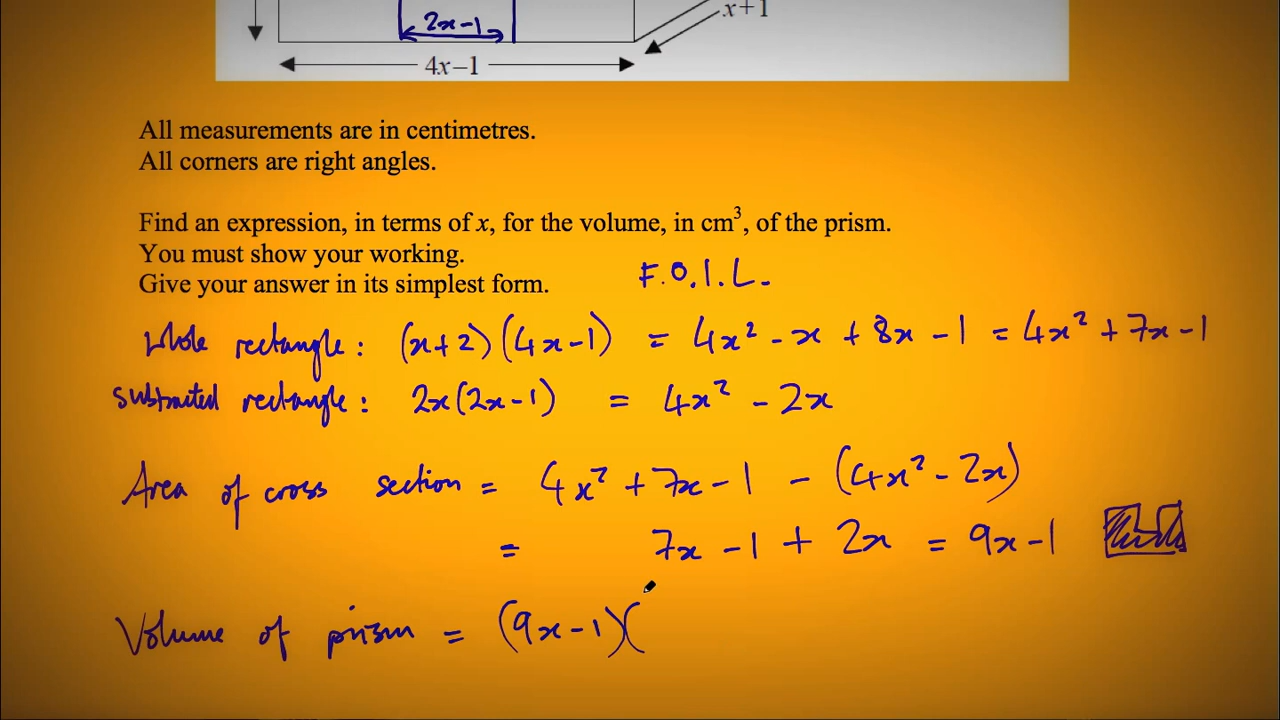 x+1
2x-1
4x–1
All measurements are in centimetres.
All corners are right angles.
Find an expression, in terms of x, for the volume, in cm³, of the prism.
You must show your working.
Give your answer in its simplest form.
F.O.I.L.
Whole rectangle: (x+2)(4x-1) = 4x² - x + 8x - 1 = 4x² + 7x - 1
subtracted rectangle: 2x(2x-1) = 4x² - 2x
Area of cross section = 4x² + 7x - 1 - (4x² - 2x)
= 7x - 1 + 2x = 9x - 1
Volume of prism = (9x-1)(